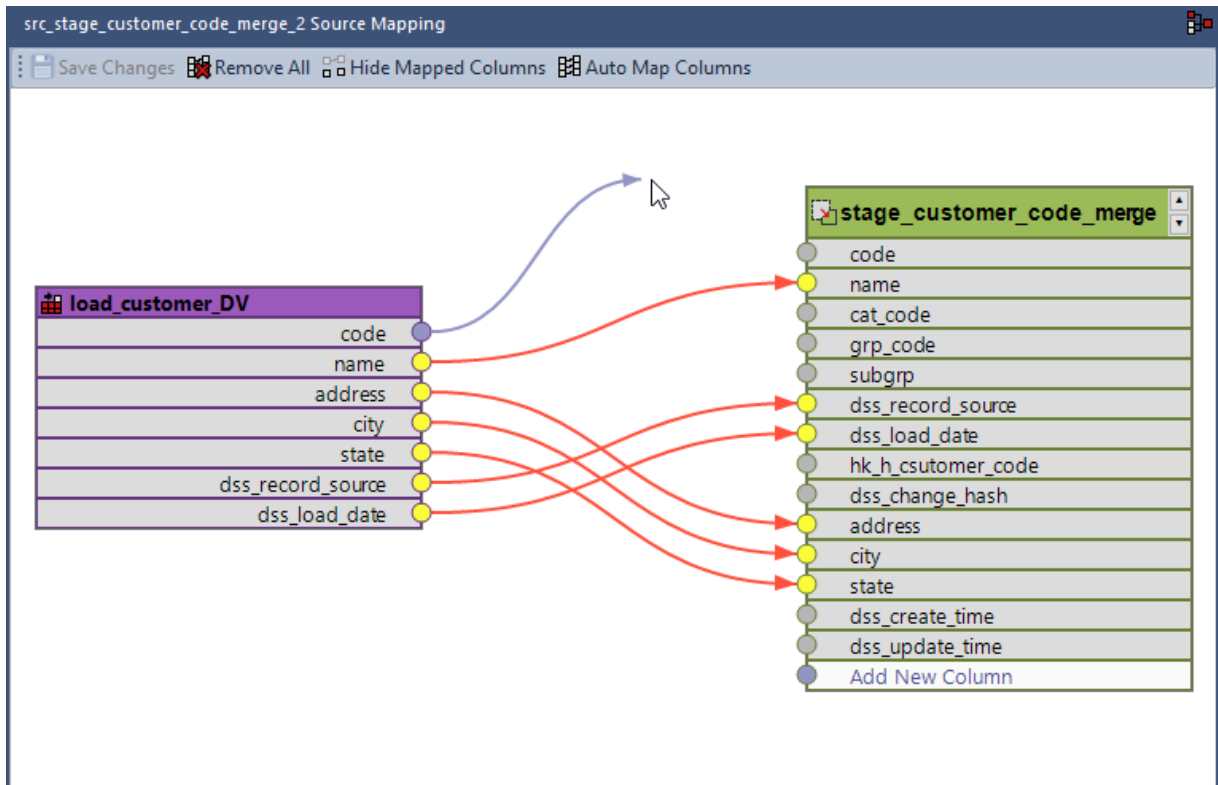 src_stage_customer_code_merge_2 Source Mapping
Save Changes Remove All Hide Mapped Columns Auto Map Columns
load_customer_DV
code
name
address
city
state
dss_record_source
dss_load_date
stage_customer_code_merge
code
name
cat_code
grp_code
subgrp
dss_record_source
dss_load_date
hk_h_csutomer_code
dss_change_hash
address
city
state
dss_create_time
dss_update_time
Add New Column